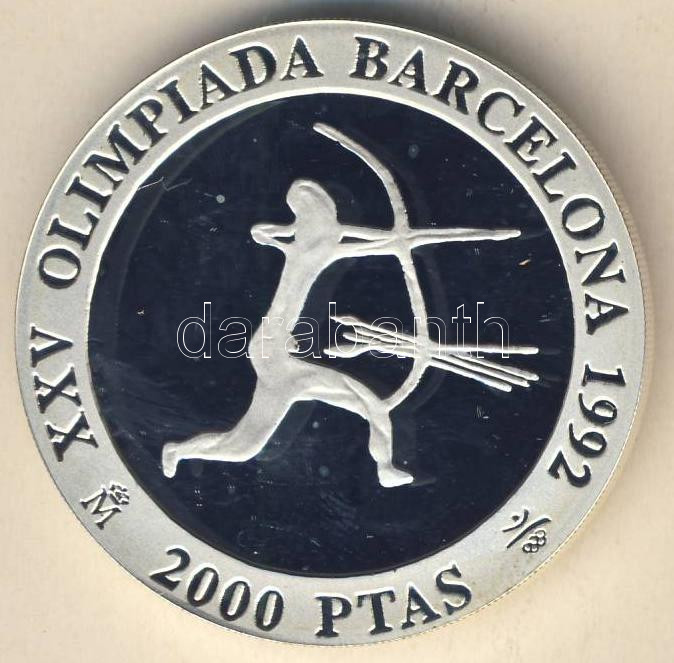 XXV OLIMPIADA BARCELONA 1992
darabanth
M
2000 PTAS